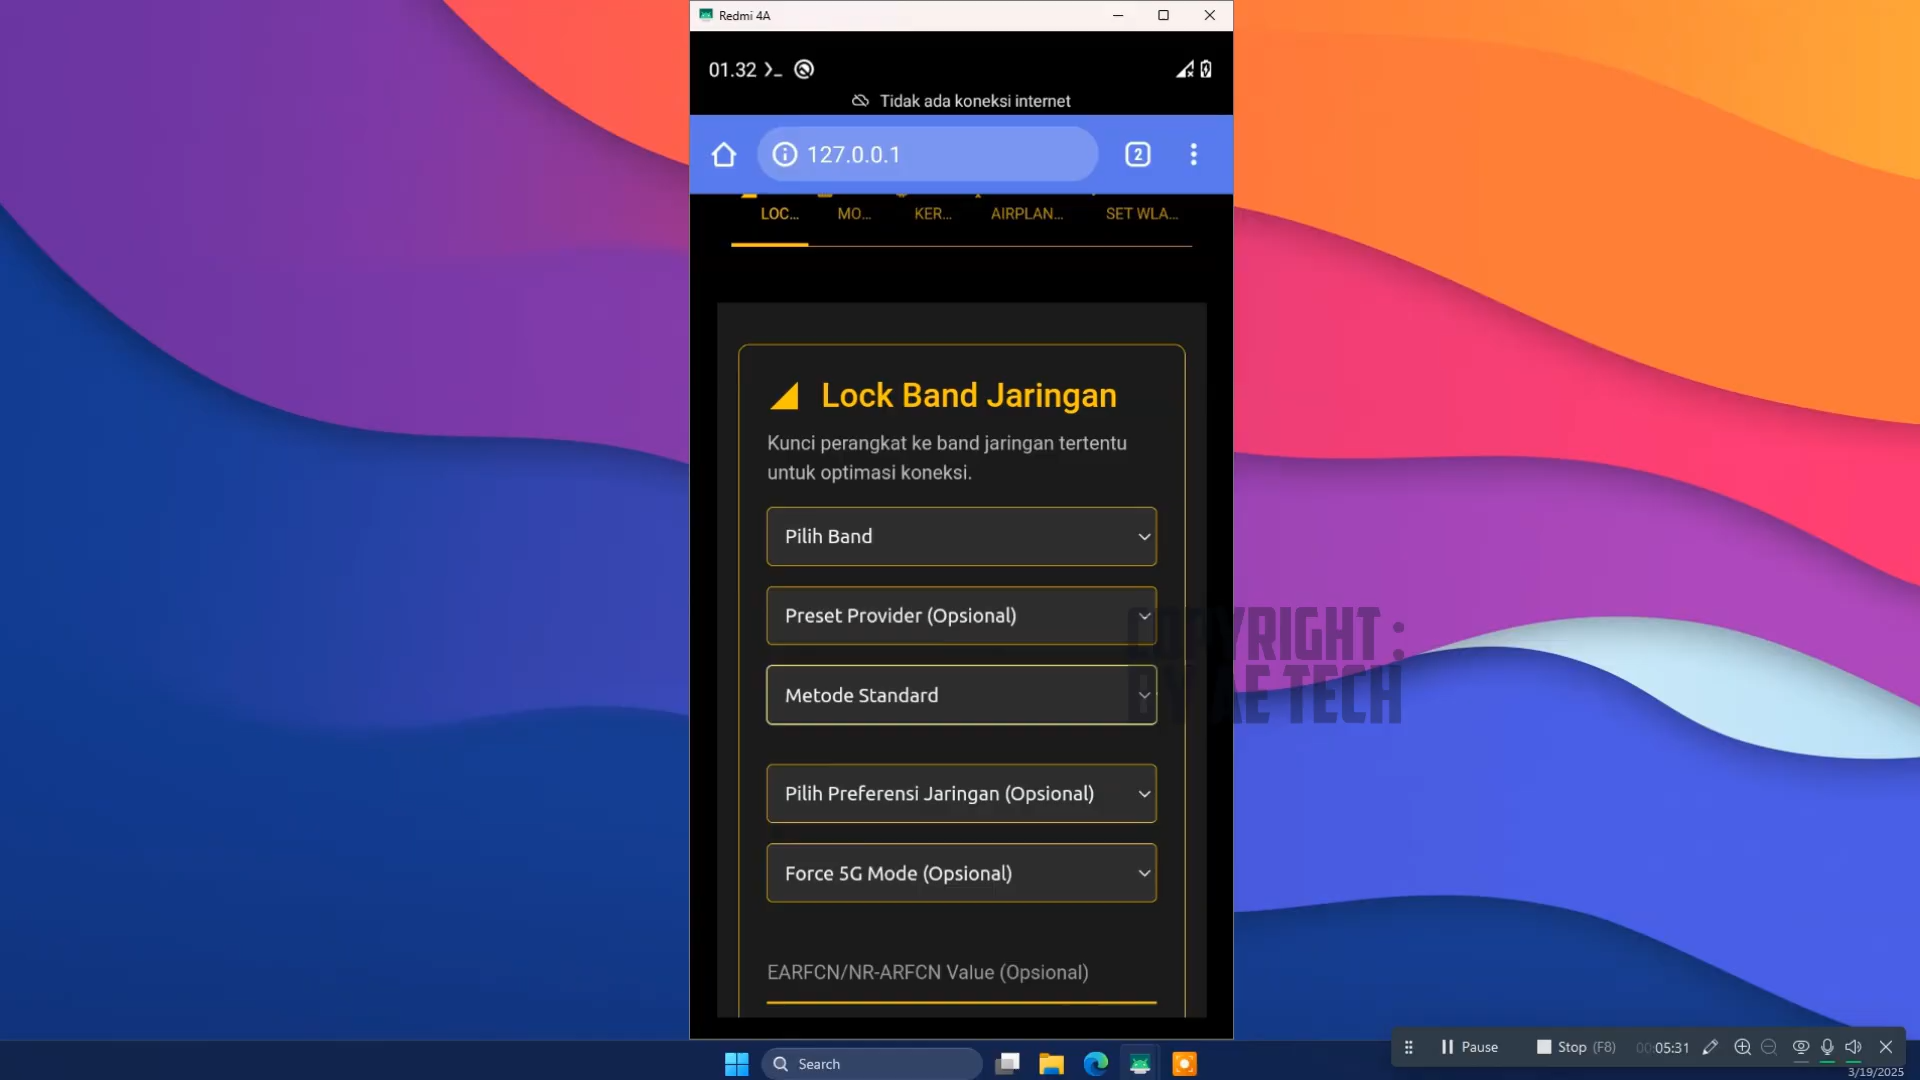 Redmi 4A
01.32
Tidak ada koneksi internet
127.0.0.1
2
LOC...
MO...
KER...
AIRPLAN...
SET WLA...
Lock Band Jaringan
Kunci perangkat ke band jaringan tertentu
untuk optimasi koneksi.
Pilih Band
Preset Provider (Opsional)
Metode Standard
COPYRIGHT :
BY AE TECH
Pilih Preferensi Jaringan (Opsional)
Force 5G Mode (Opsional)
EARFCN/NR-ARFCN Value (Opsional)
Search
Pause
Stop (F8)
00:05:31
3/19/2025